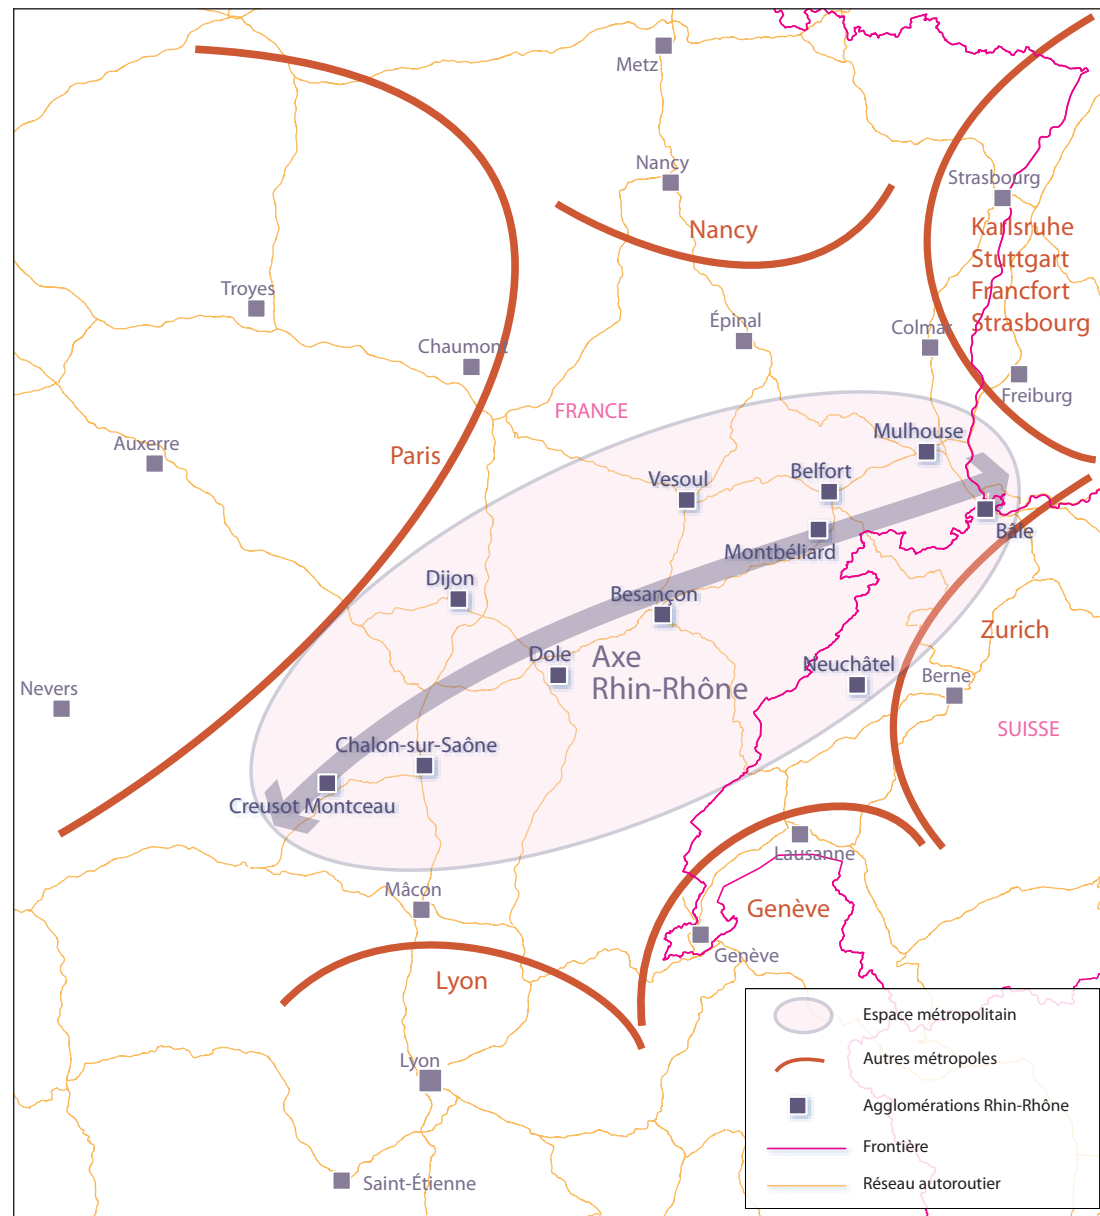 Metz
Nancy
Strasbourg
Nancy
Karlsruhe
Stuttgart
Francfort
Strasbourg
Troyes
Épinal
Colmar
Chaumont
Freiburg
FRANCE
Auxerre
Paris
Mulhouse
Vesoul
Belfort
Bâle
Montbéliard
Dijon
Besançon
Zurich
Dole
Axe
Rhin-Rhône
Neuchâtel
Berne
Nevers
SUISSE
Chalon-sur-Saône
Creusot Montceau
Lausanne
Mâcon
Genève
Genève
Lyon
Lyon
Saint-Étienne
Espace métropolitain
Autres métropoles
Agglomérations Rhin-Rhône
Frontière
Réseau autoroutier